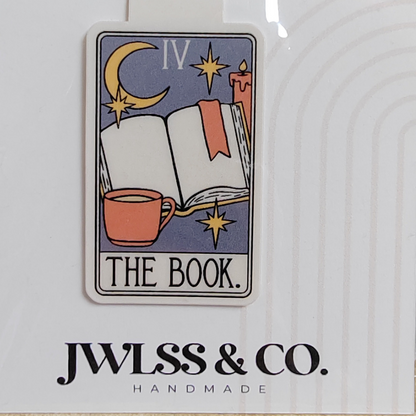 IV
THE BOOK.
JWLSS & CO.
HANDMADE